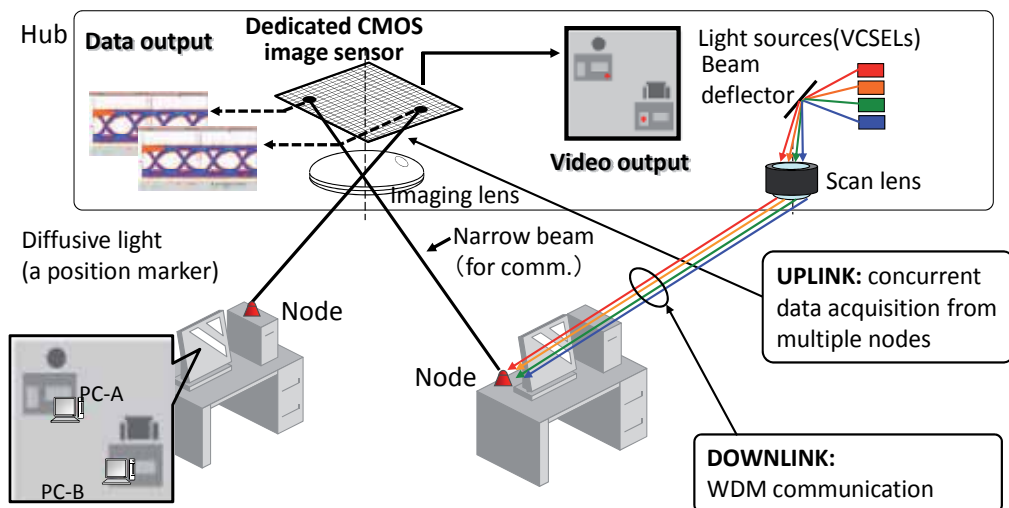 Hub
Data output
Dedicated CMOS
image sensor
Light sources(VCSELs)
Beam
deflector
Video output
Scan lens
Imaging lens
Diffusive light
(a position marker)
Narrow beam
(for comm.)
UPLINK: concurrent
data acquisition from
multiple nodes
Node
Node
PC-A
PC-B
DOWNLINK:
WDM communication